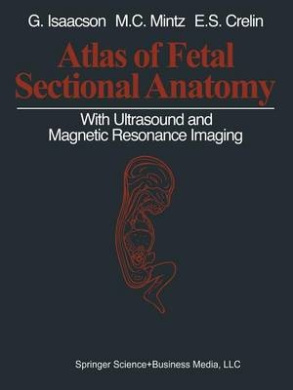 G. Isaacson M.C. Mintz E.S. Crelin
Atlas of Fetal
Sectional Anatomy
With Ultrasound and
Magnetic Resonance Imaging
Springer Science+Business Media, LLC